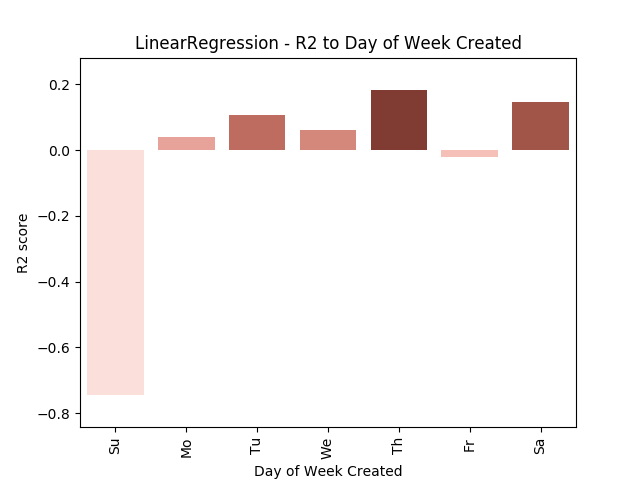 LinearRegression - R2 to Day of Week Created
R2 score
0.2
0.0
−0.2
−0.4
−0.6
−0.8
Su
Mo
Tu
We
Th
Fr
Sa
Day of Week Created